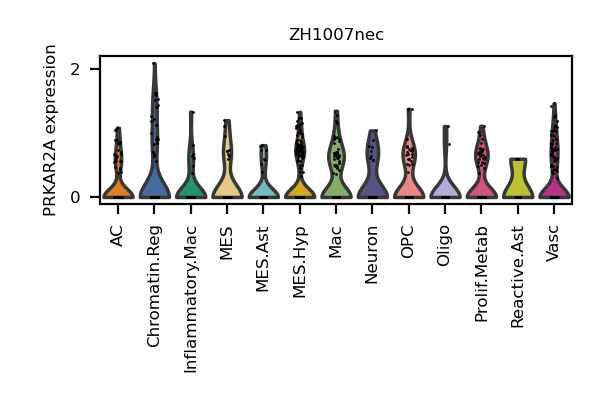 ZH1007nec
PRKAR2A expression
2
0
AC
Chromatin.Reg
Inflammatory.Mac
MES
MES.Ast
MES.Hyp
Mac
Neuron
OPC
Oligo
Prolif.Metab
Reactive.Ast
Vasc